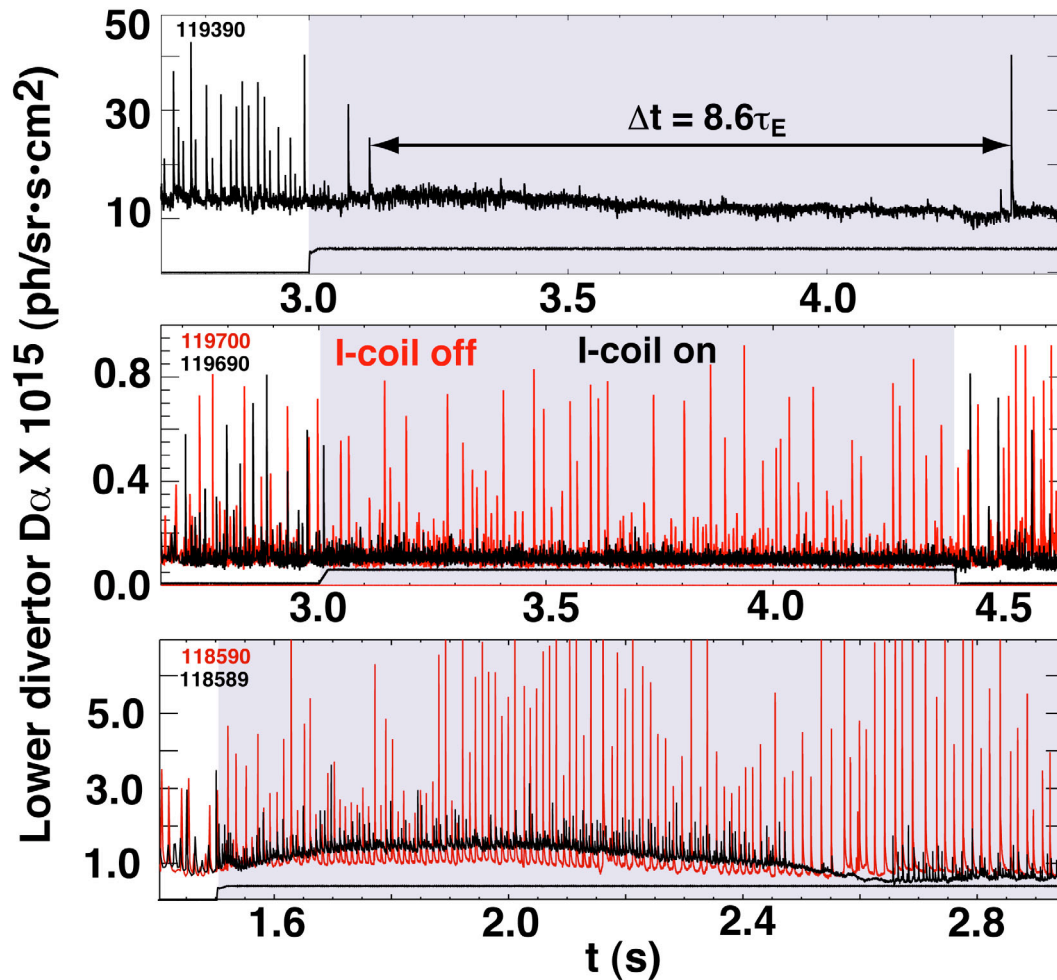 Lower divertor Dα X 10¹⁵ (ph/sr•s•cm²)
50
30
10
119390
Δt = 8.6τE
3.0 3.5 4.0
0.8
0.4
0.0
119700
119690
I-coil off I-coil on
3.0 3.5 4.0 4.5
5.0
3.0
1.0
118590
118589
1.6 2.0 2.4 2.8
t (s)